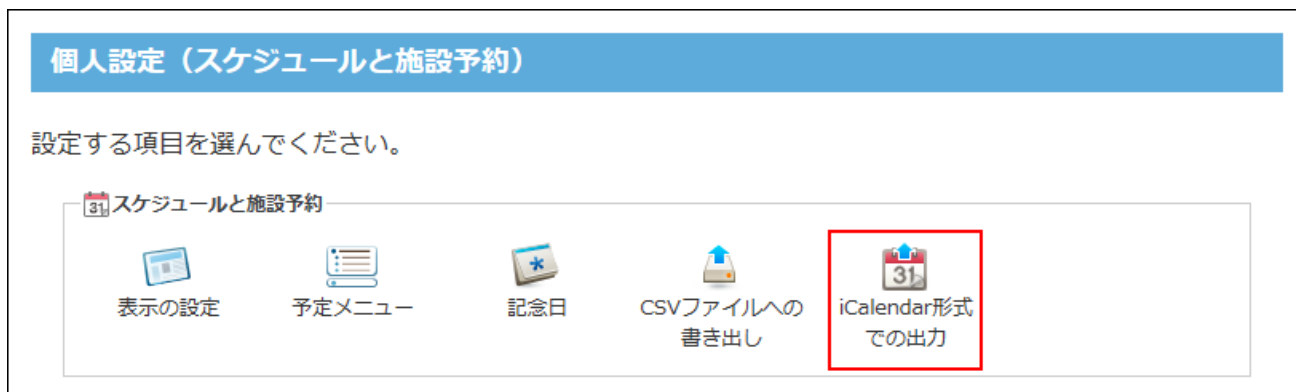 個人設定（スケジュールと施設予約）
設定する項目を選んでください。
31 スケジュールと施設予約
表示の設定
予定メニュー
記念日
CSVファイルへの
書き出し
31
iCalendar形式
での出力